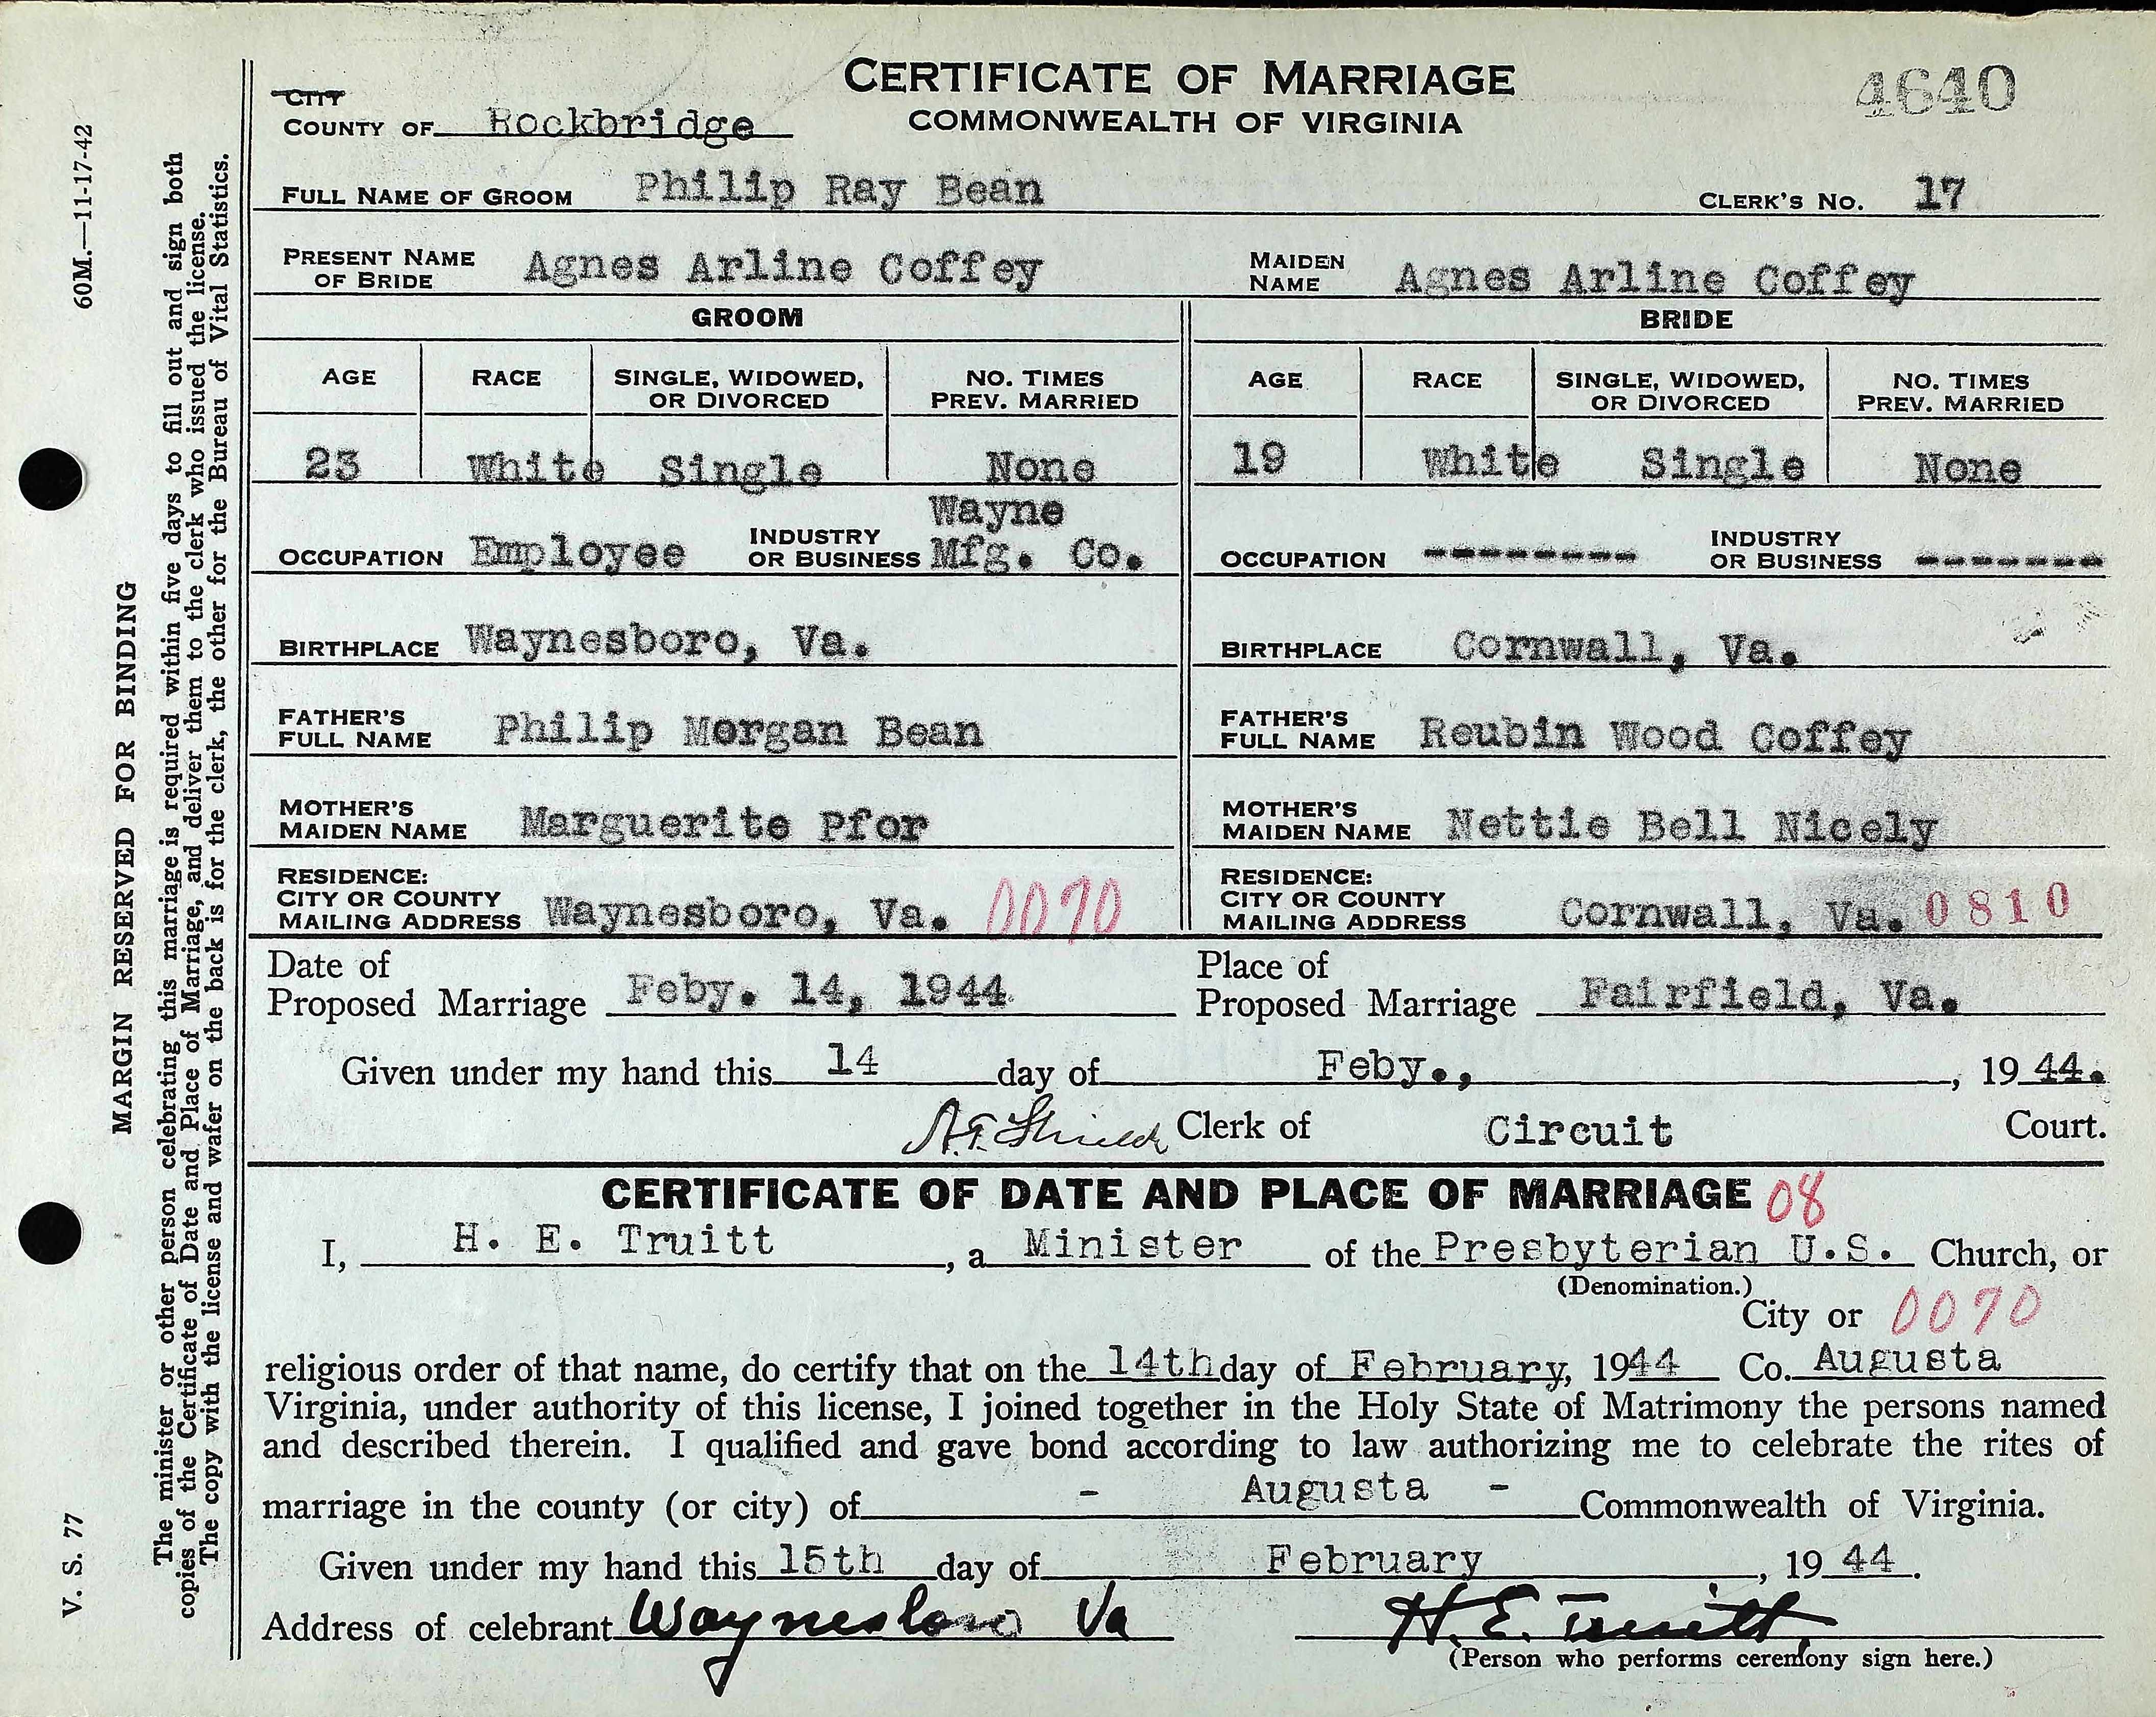 CERTIFICATE OF MARRIAGE
COMMONWEALTH OF VIRGINIA
4640
CITY
COUNTY OF Rockbridge
FULL NAME OF GROOM Philip Ray Bean CLERK'S NO. 17
PRESENT NAME OF BRIDE Agnes Arline Coffey MAIDEN NAME Agnes Arline Coffey
GROOM BRIDE
AGE RACE SINGLE, WIDOWED, OR DIVORCED NO. TIMES PREV. MARRIED AGE RACE SINGLE, WIDOWED, OR DIVORCED NO. TIMES PREV. MARRIED
23 White Single None 19 White Single None
OCCUPATION Employee INDUSTRY OR BUSINESS Wayne Mfg. Co. OCCUPATION --------- INDUSTRY OR BUSINESS -------
BIRTHPLACE Waynesboro, Va. BIRTHPLACE Cornwall, Va.
FATHER'S FULL NAME Philip Morgan Bean FATHER'S FULL NAME Reubin Wood Coffey
MOTHER'S MAIDEN NAME Marguerite Pfor MOTHER'S MAIDEN NAME Nettie Bell Nicely
RESIDENCE: CITY OR COUNTY MAILING ADDRESS Waynesboro, Va. 0070 RESIDENCE: CITY OR COUNTY MAILING ADDRESS Cornwall, Va. 0810
Date of Proposed Marriage Feby. 14, 1944 Place of Proposed Marriage Fairfield, Va.
Given under my hand this 14 day of Feby., , 19 44.
A.T. Shields Clerk of Circuit Court.
CERTIFICATE OF DATE AND PLACE OF MARRIAGE 08
I, H. E. Truitt , a Minister of the Presbyterian U.S. Church, or
(Denomination.)
City or 0070
religious order of that name, do certify that on the 14th day of February, 1944 Co. Augusta
Virginia, under authority of this license, I joined together in the Holy State of Matrimony the persons named
and described therein. I qualified and gave bond according to law authorizing me to celebrate the rites of
marriage in the county (or city) of - Augusta - Commonwealth of Virginia.
Given under my hand this 15th day of February , 19 44.
Address of celebrant Waynesboro Va H. E. Truitt
(Person who performs ceremony sign here.)
60M.—11-17-42
MARGIN RESERVED FOR BINDING
V. S. 77
The minister or other person celebrating this marriage is required within five days to fill out and sign both
copies of the Certificate of Date and Place of Marriage, and deliver them to the clerk who issued the license.
The copy with the license and wafer on the back is for the clerk, the other for the Bureau of Vital Statistics.